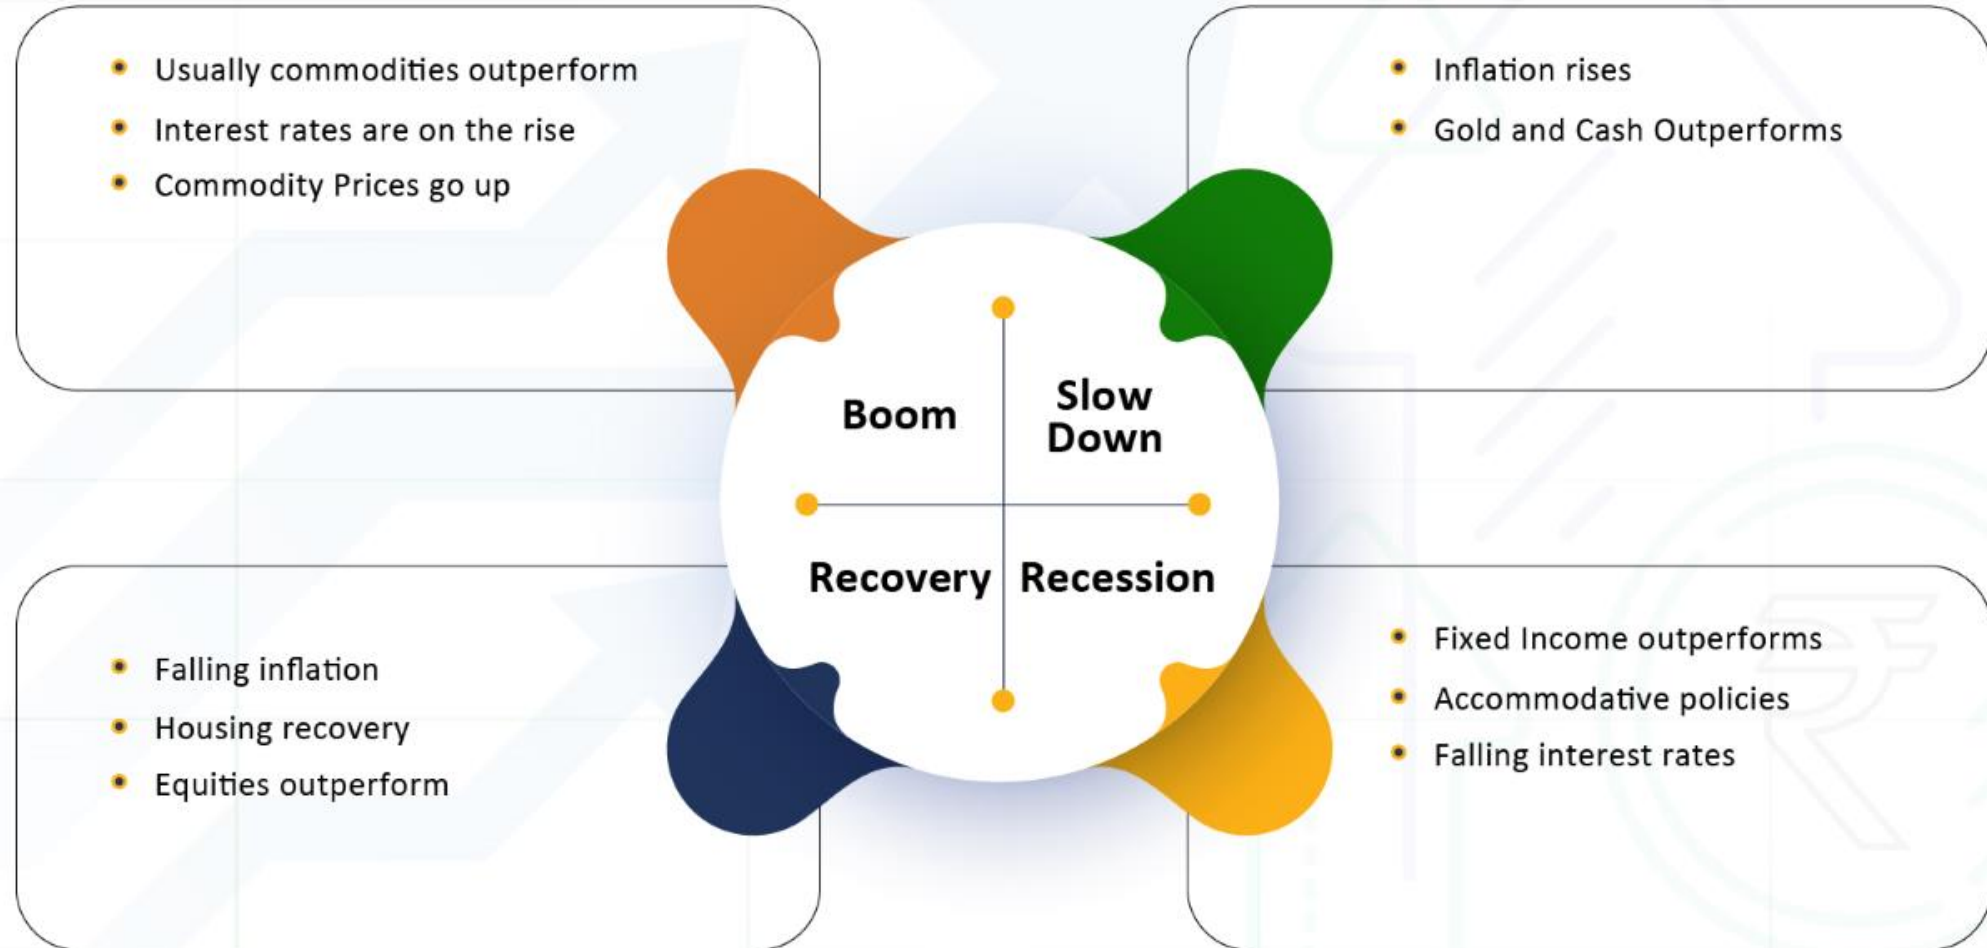 Usually commodities outperform
Interest rates are on the rise
Commodity Prices go up
Inflation rises
Gold and Cash Outperforms
Boom
Slow
Down
Recovery
Recession
Falling inflation
Housing recovery
Equities outperform
Fixed Income outperforms
Accommodative policies
Falling interest rates
₹